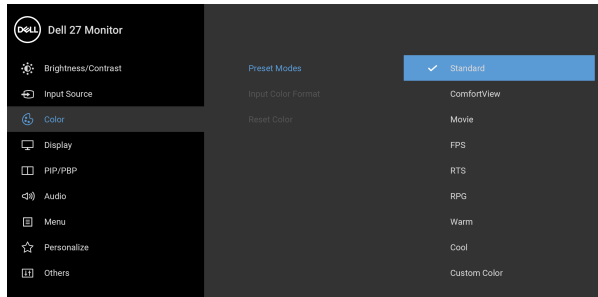 DELL
Dell 27 Monitor
Brightness/Contrast
Input Source
Color
Display
PIP/PBP
Audio
Menu
Personalize
Others
Preset Modes
Input Color Format
Reset Color
Standard
ComfortView
Movie
FPS
RTS
RPG
Warm
Cool
Custom Color